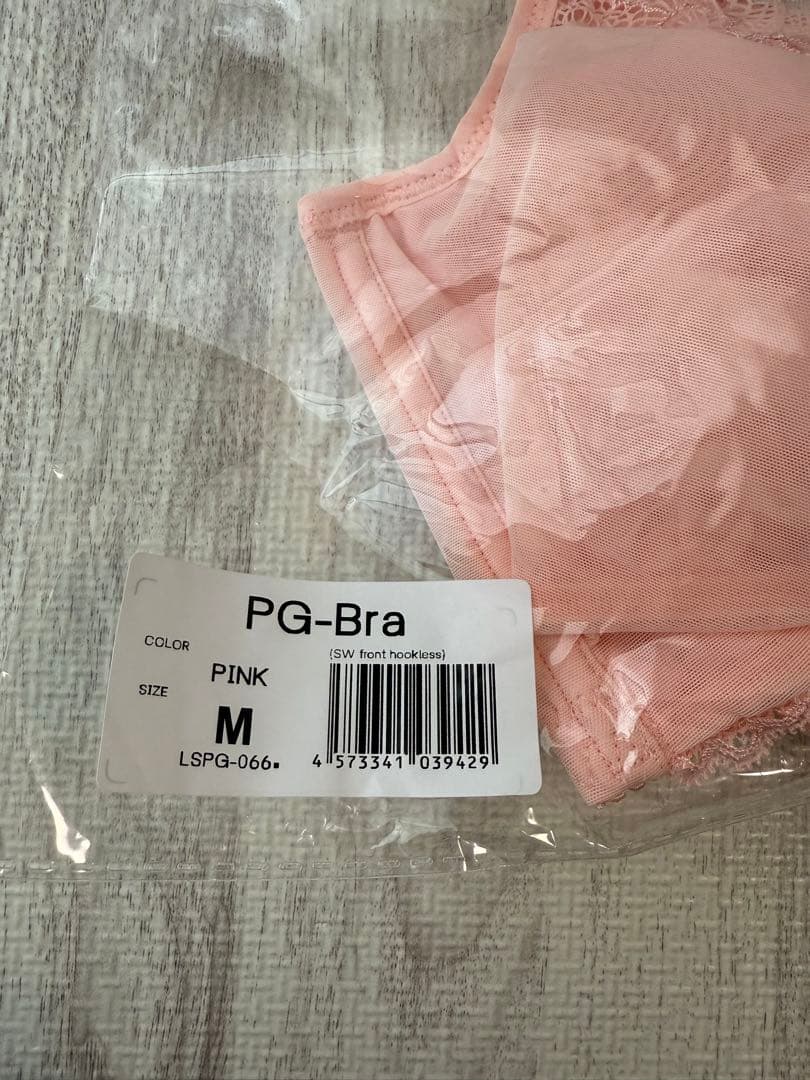 PG-Bra
(SW front hookless)
COLOR
PINK
SIZE
M
LSPG-066
4 573341 039429